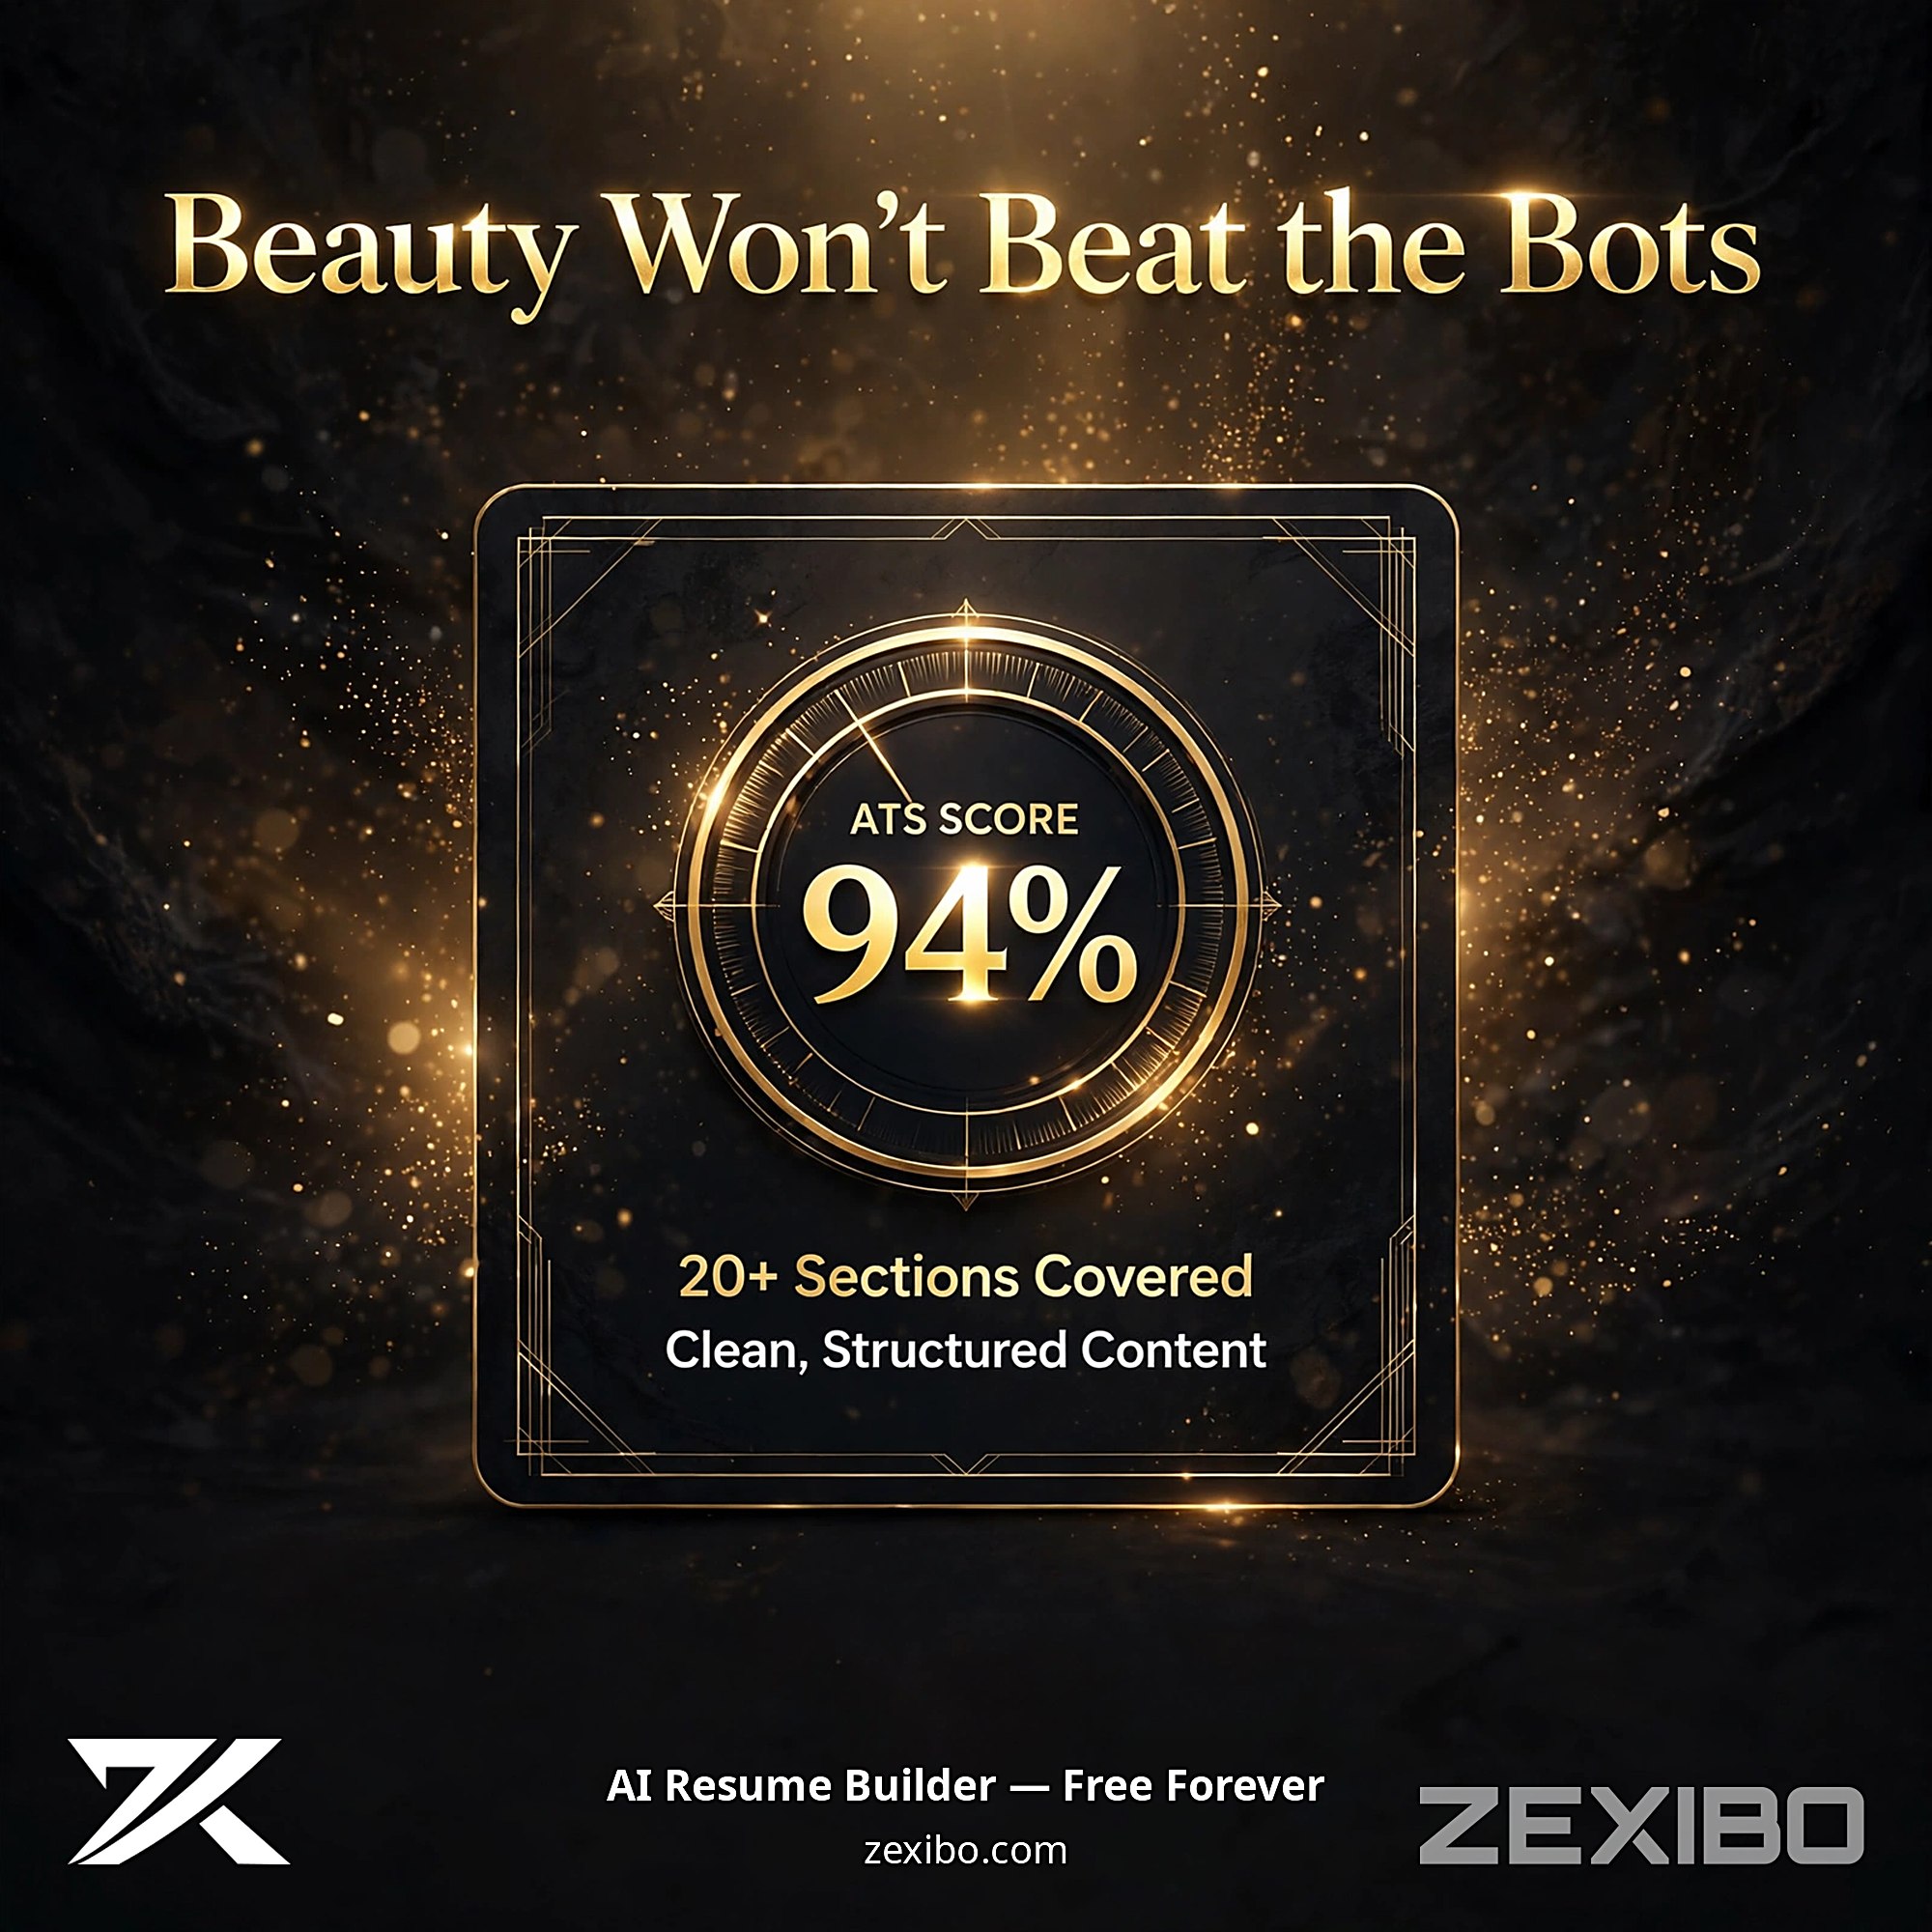 Beauty Won’t Beat the Bots
ATS SCORE
94%
20+ Sections Covered
Clean, Structured Content
AI Resume Builder — Free Forever
zexibo.com
ZEXIBO